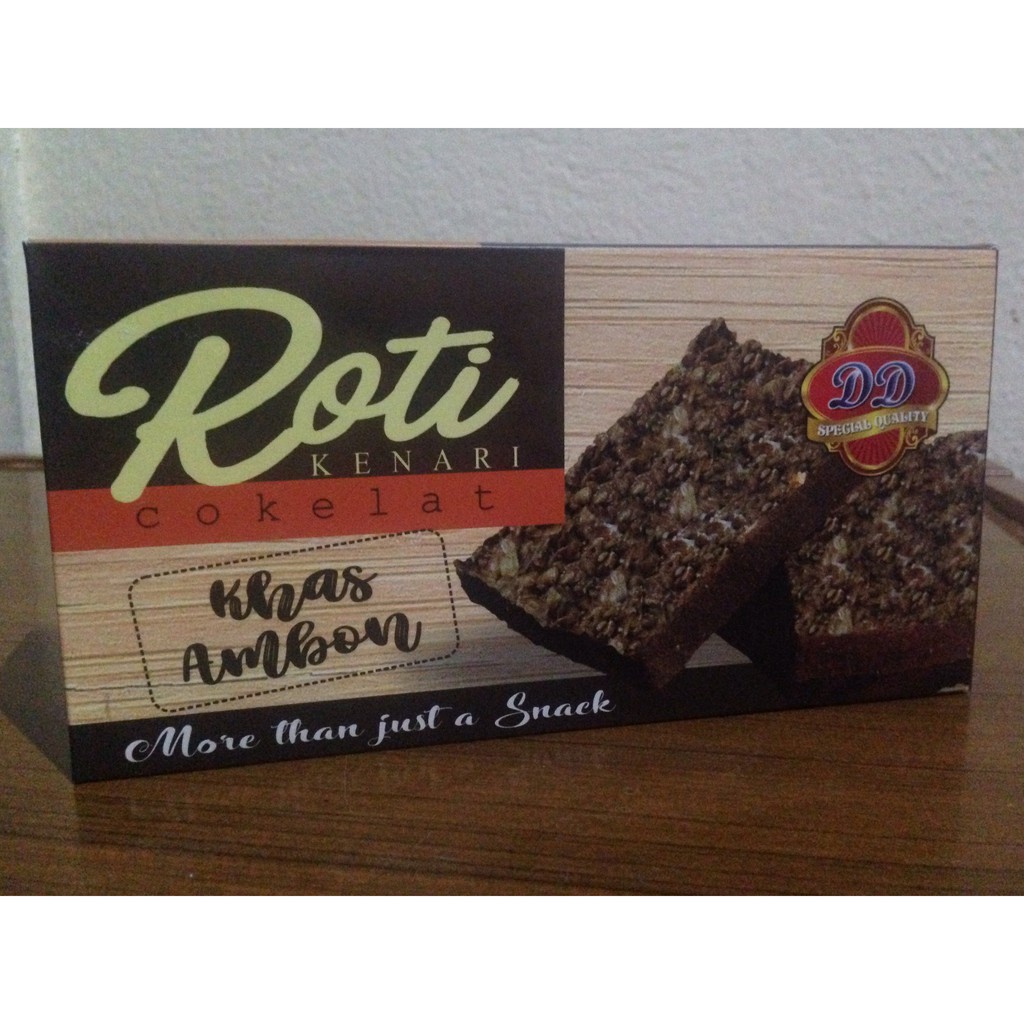 Roti
KENARI
cokelat
Khas
Ambon
More than just a Snack
DD
SPECIAL QUALITY